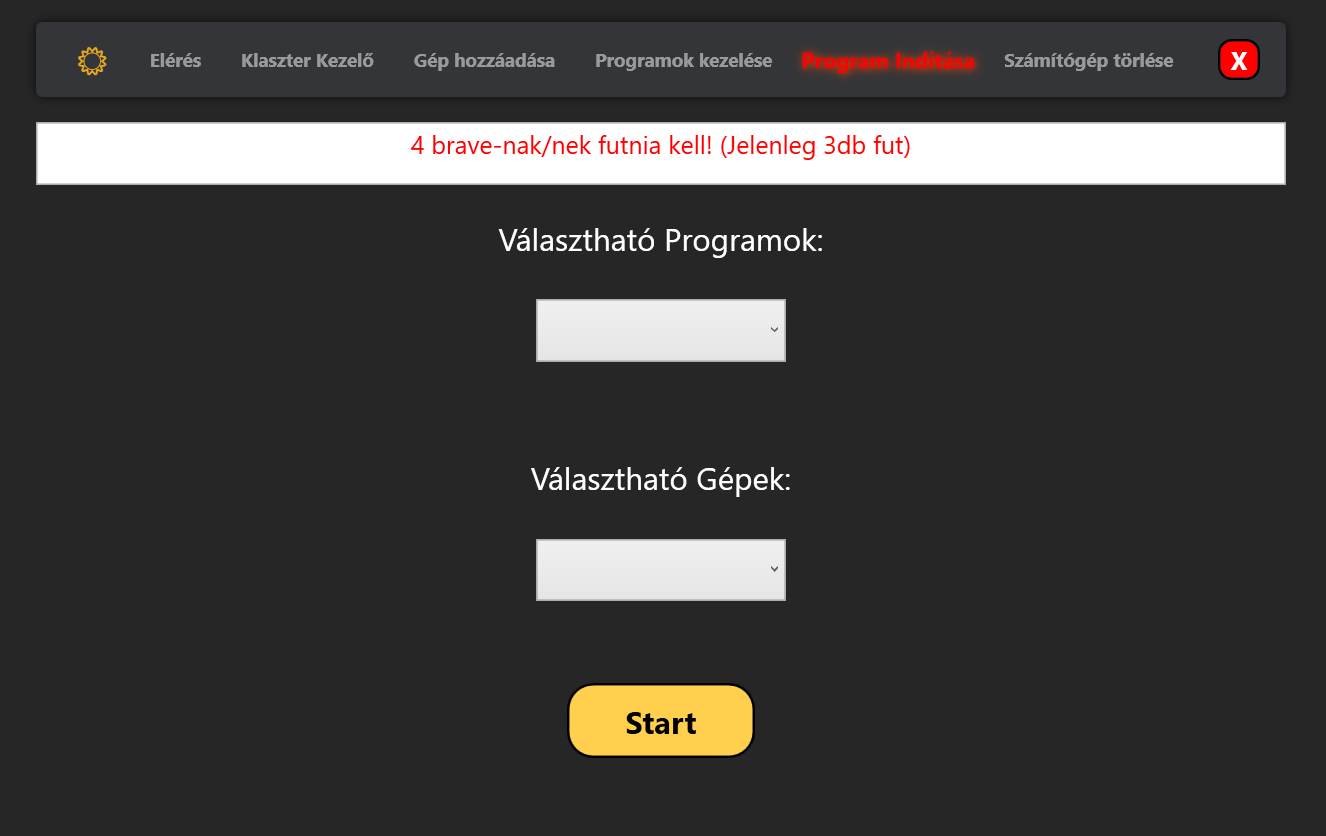 Elérés
Klaszter Kezelő
Gép hozzáadása
Programok kezelése
Program Indítása
Számítógép törlése
X
4 brave-nak/nek futnia kell! (Jelenleg 3db fut)
Választható Programok:
Választható Gépek:
Start